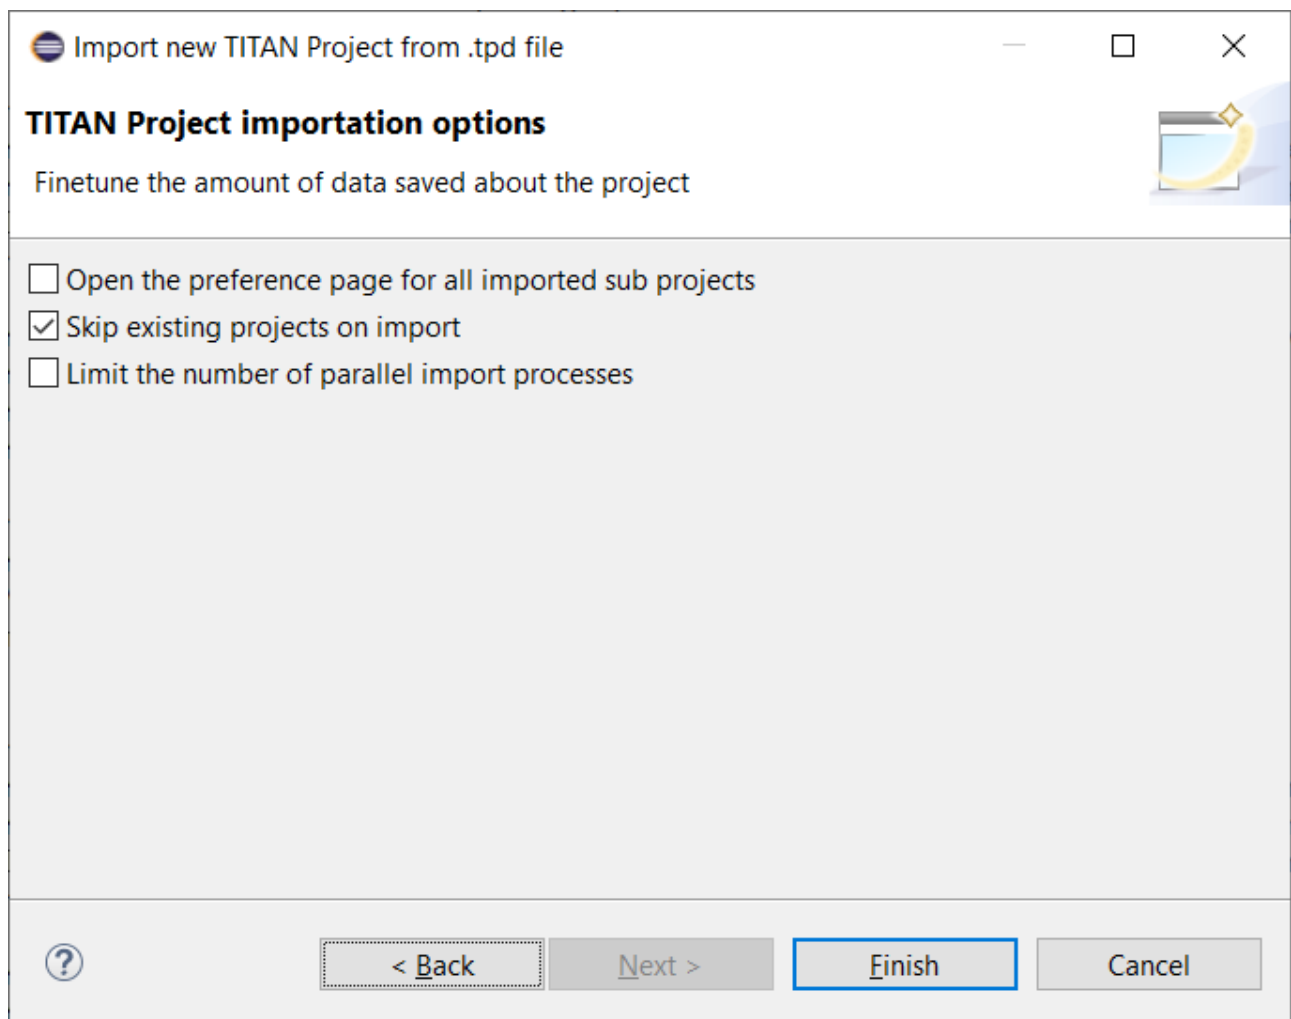 Import new TITAN Project from .tpd file
TITAN Project importation options
Finetune the amount of data saved about the project
Open the preference page for all imported sub projects
Skip existing projects on import
Limit the number of parallel import processes
?
< Back
Next >
Finish
Cancel